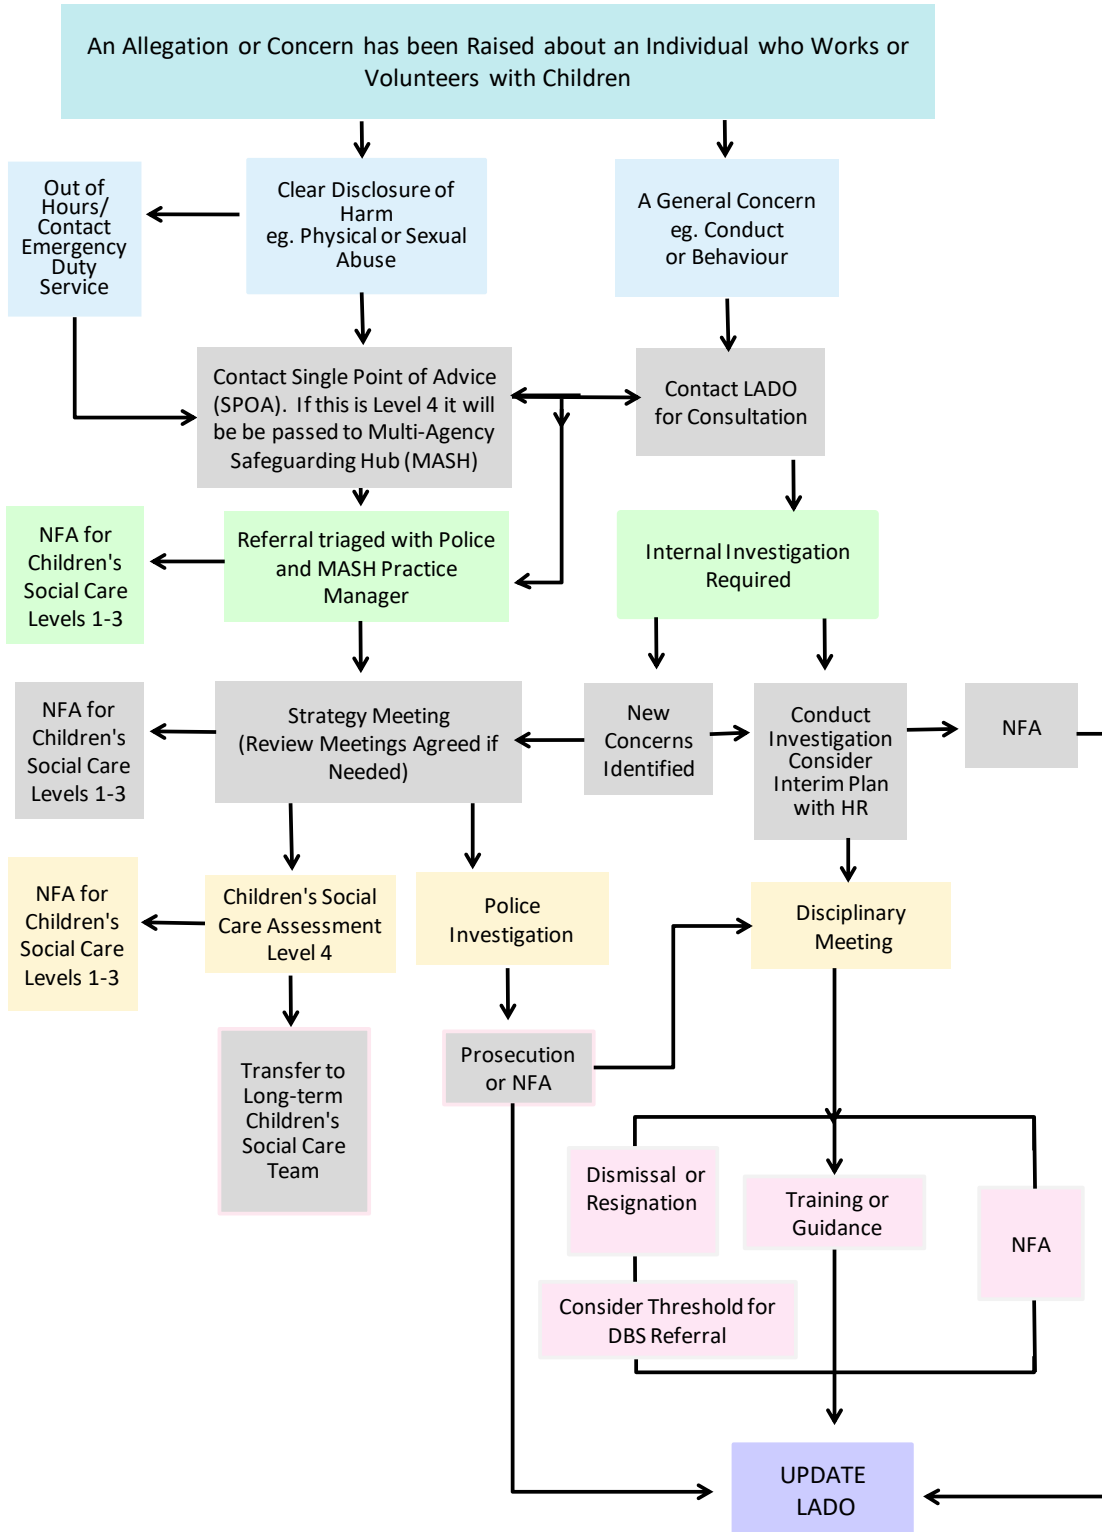 An Allegation or Concern has been Raised about an Individual who Works or
Volunteers with Children
Out of
Hours/
Contact
Emergency
Duty
Service
Clear Disclosure of
Harm
eg. Physical or Sexual
Abuse
A General Concern
eg. Conduct
or Behaviour
Contact Single Point of Advice
(SPOA). If this is Level 4 it will
be be passed to Multi-Agency
Safeguarding Hub (MASH)
Contact LADO
for Consultation
NFA for
Children's
Social Care
Levels 1-3
Referral triaged with Police
and MASH Practice
Manager
Internal Investigation
Required
NFA for
Children's
Social Care
Levels 1-3
Strategy Meeting
(Review Meetings Agreed if
Needed)
New
Concerns
Identified
Conduct
Investigation
Consider
Interim Plan
with HR
NFA
NFA for
Children's
Social Care
Levels 1-3
Children's Social
Care Assessment
Level 4
Police
Investigation
Disciplinary
Meeting
Transfer to
Long-term
Children's
Social Care
Team
Prosecution
or NFA
Dismissal or
Resignation
Training or
Guidance
NFA
Consider Threshold for
DBS Referral
UPDATE
LADO